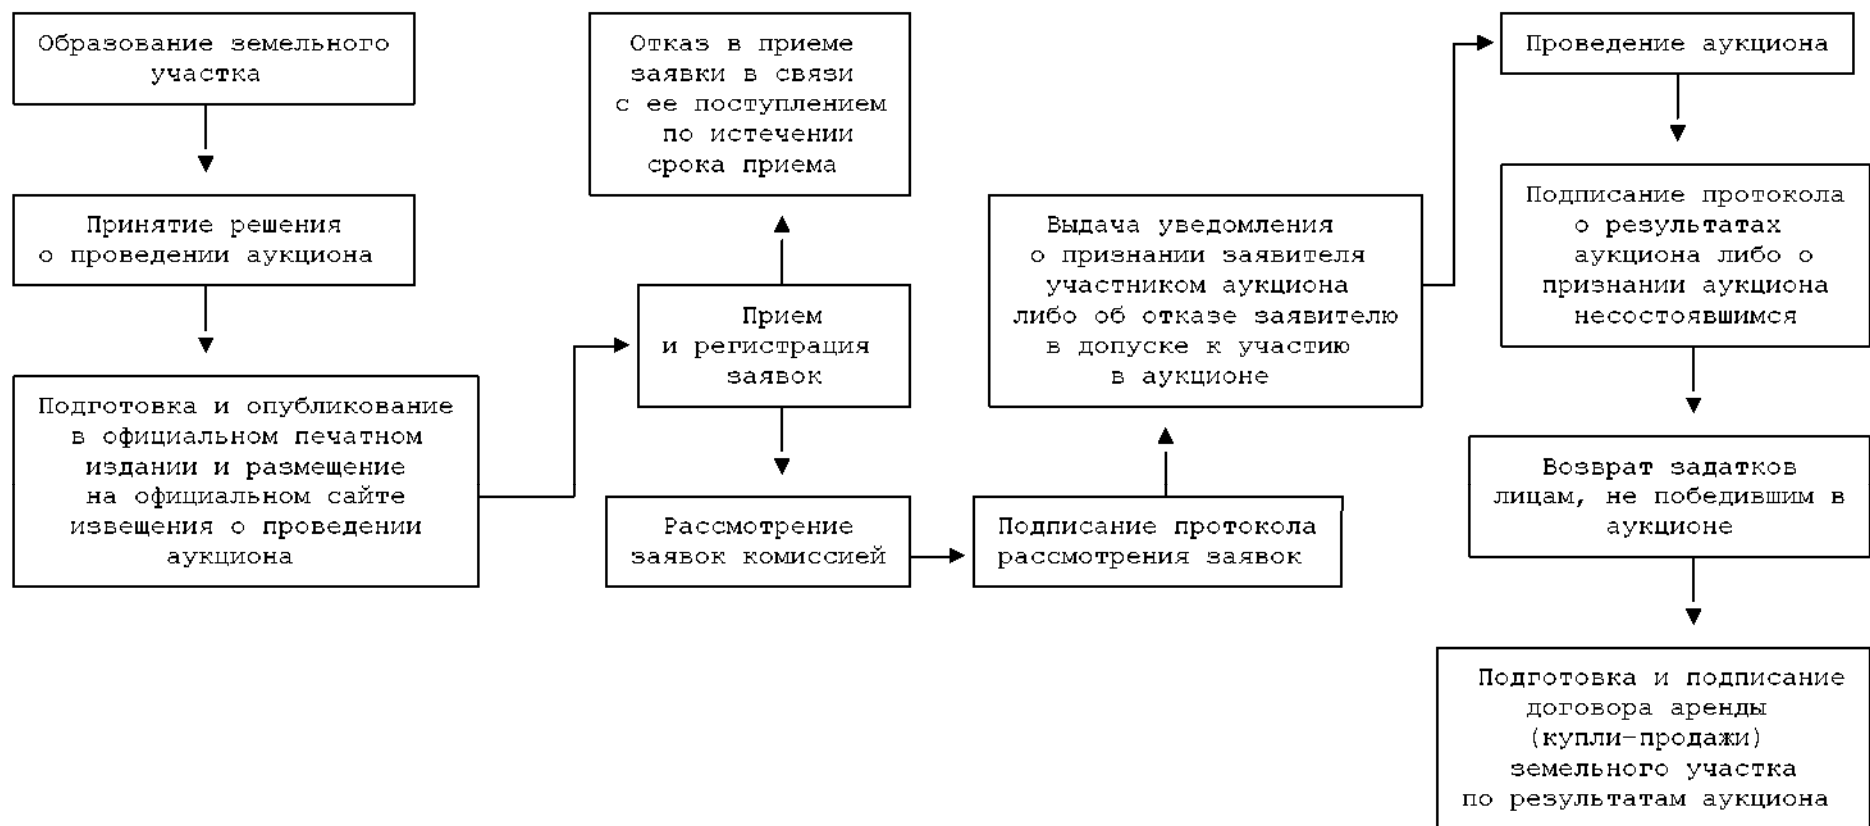 Образование земельного
участка
Принятие решения
о проведении аукциона
Подготовка и опубликование
в официальном печатном
издании и размещение
на официальном сайте
извещения о проведении
аукциона
Отказ в приеме
заявки в связи
с ее поступлением
по истечении
срока приема
Прием
и регистрация
заявок
Рассмотрение
заявок комиссией
Подписание протокола
рассмотрения заявок
Выдача уведомления
о признании заявителя
участником аукциона
либо об отказе заявителю
в допуске к участию
в аукционе
Проведение аукциона
Подписание протокола
о результатах
аукциона либо о
признании аукциона
несостоявшимся
Возврат задатков
лицам, не победившим в
аукционе
Подготовка и подписание
договора аренды
(купли-продажи)
земельного участка
по результатам аукциона